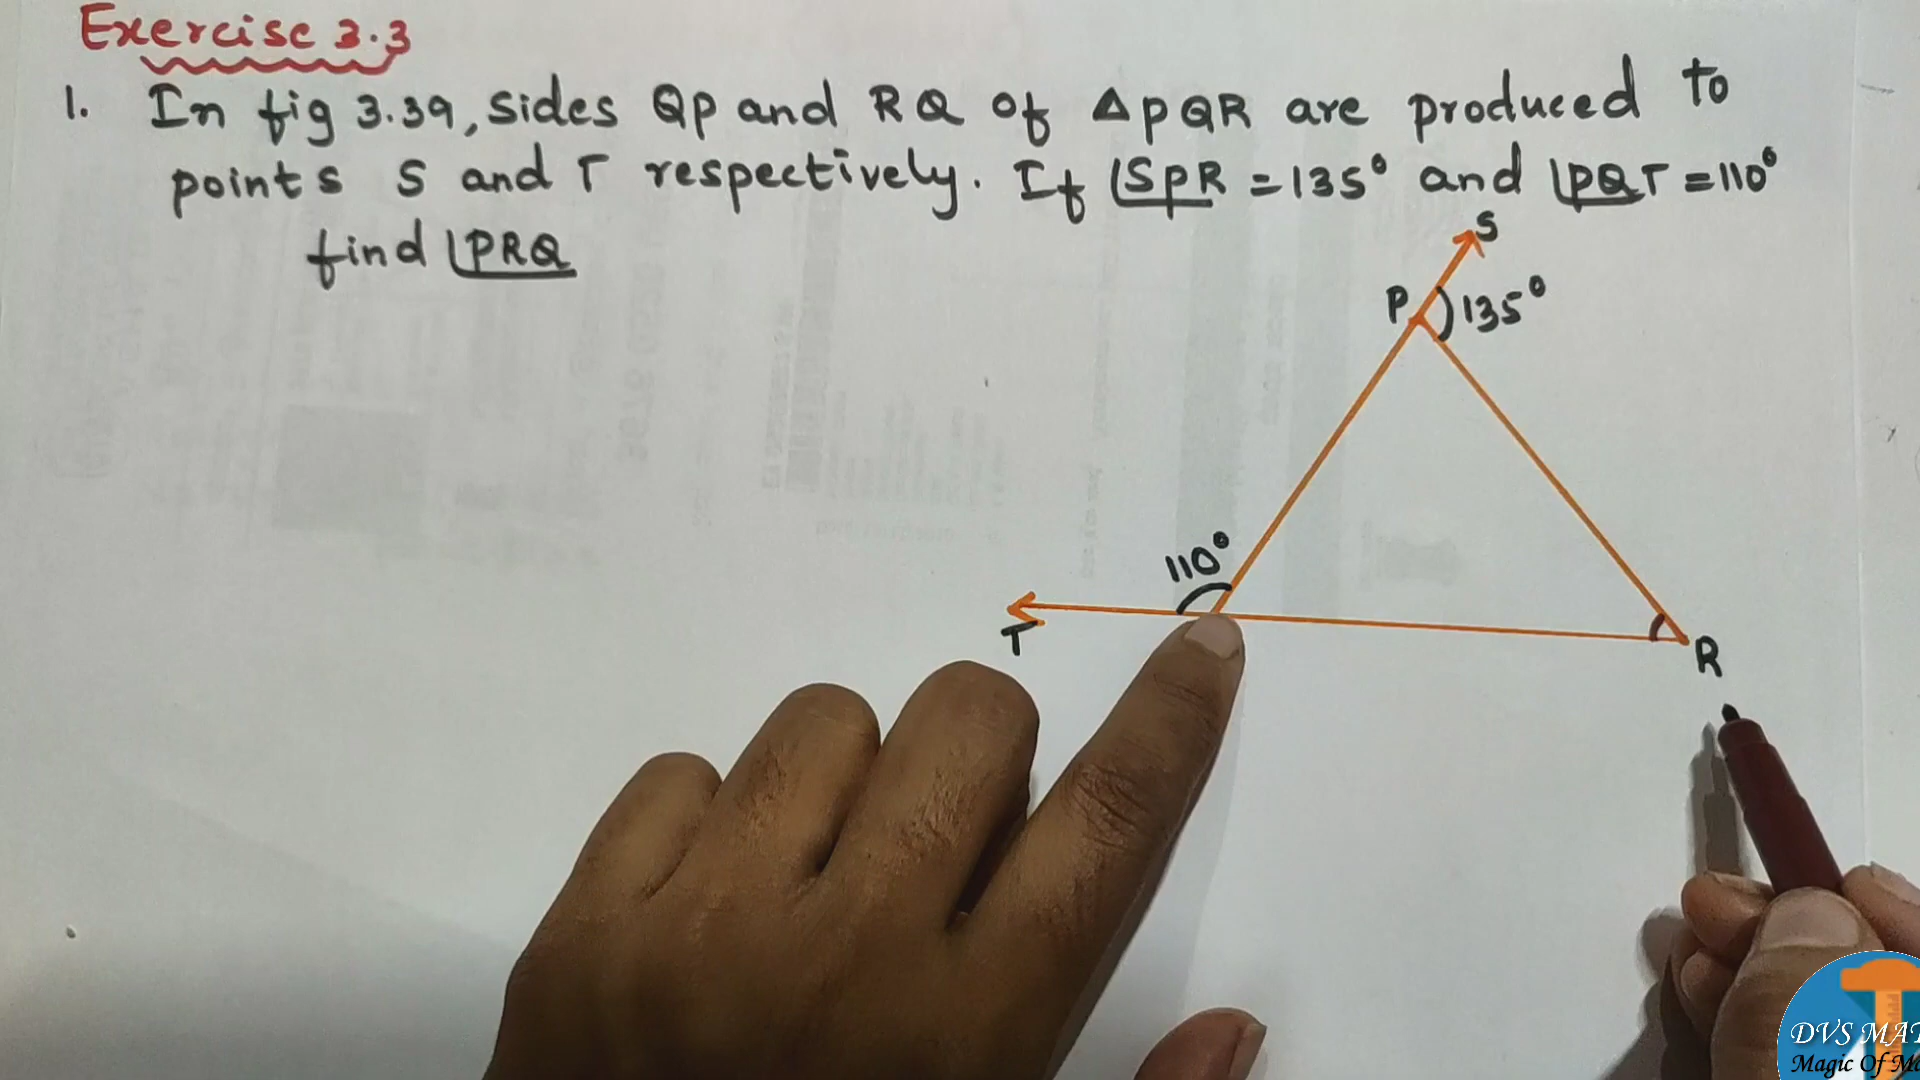 Exercise 3.3
1. In fig 3.39, sides QP and RQ of ΔPQR are produced to
points S and T respectively. If ∠SPR = 135° and ∠PQT = 110°
find ∠PRQ
S
P 135°
110°
T
R
DVS
Magic Of